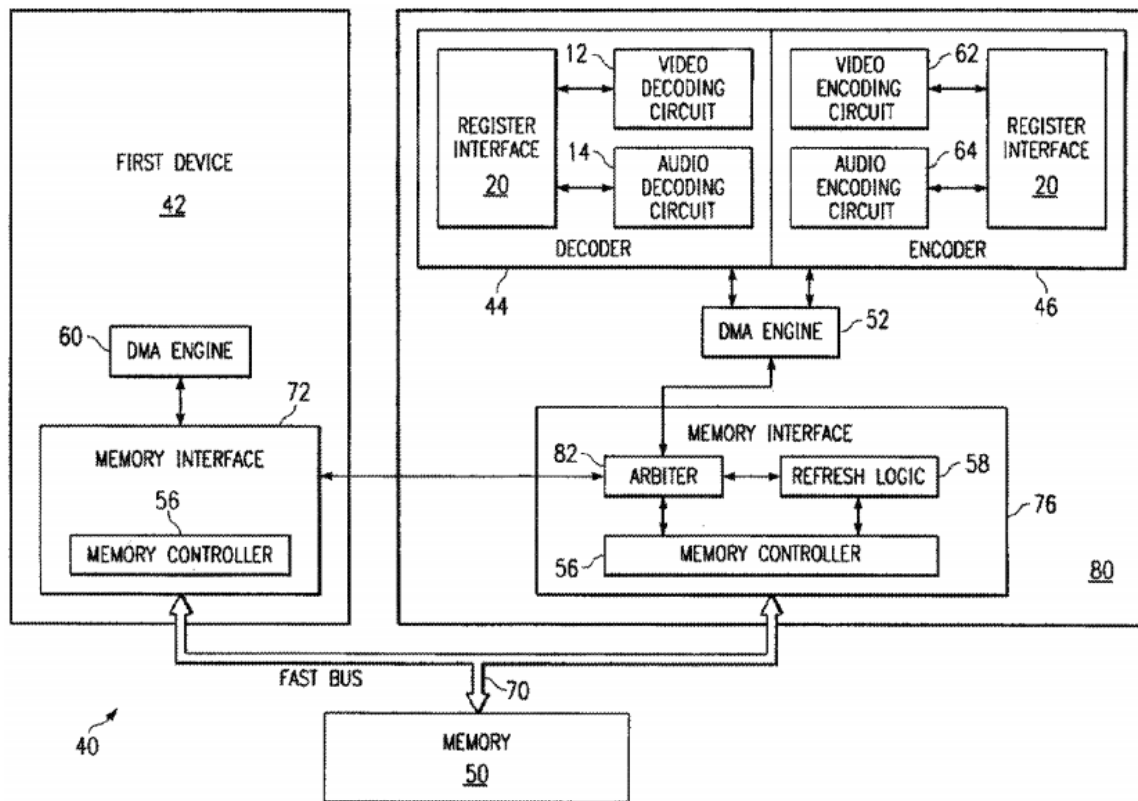 FIRST DEVICE
42
60
DMA ENGINE
72
MEMORY INTERFACE
56
MEMORY CONTROLLER
REGISTER
INTERFACE
20
12
VIDEO
DECODING
CIRCUIT
14
AUDIO
DECODING
CIRCUIT
DECODER
44
VIDEO
ENCODING
CIRCUIT
62
AUDIO
ENCODING
CIRCUIT
64
REGISTER
INTERFACE
20
ENCODER
46
DMA ENGINE
52
MEMORY INTERFACE
82
ARBITER
REFRESH LOGIC
58
56
MEMORY CONTROLLER
76
80
FAST BUS
70
40
MEMORY
50